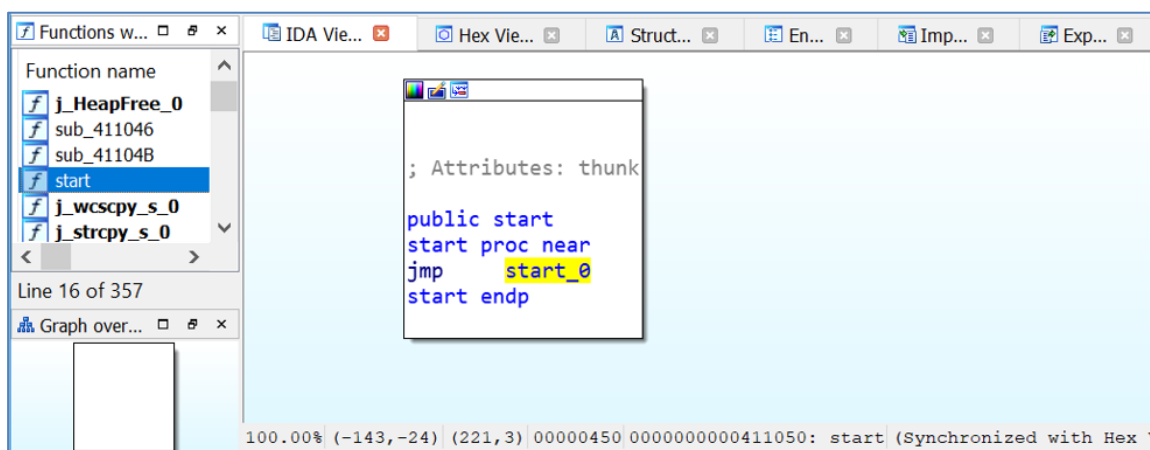 Functions w...
IDA Vie...
Hex Vie...
Struct...
En...
Imp...
Exp...
Function name
j_HeapFree_0
sub_411046
sub_41104B
start
j_wcscpy_s_0
j_strcpy_s_0
Line 16 of 357
Graph over...
; Attributes: thunk
public start
start proc near
jmp start_0
start endp
100.00% (-143,-24) (221,3) 00000450 0000000000411050: start (Synchronized with Hex